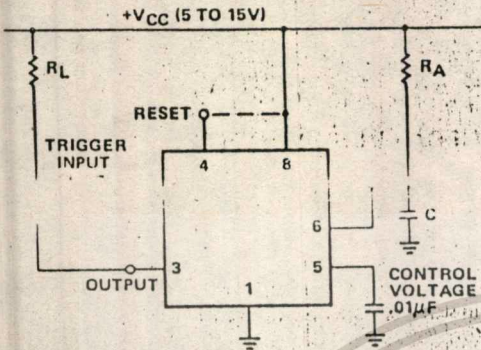 +VCC (5 TO 15V)
RL
RA
RESET
TRIGGER
INPUT
4
8
6
C
3
5
OUTPUT
1
CONTROL
VOLTAGE
.01µF